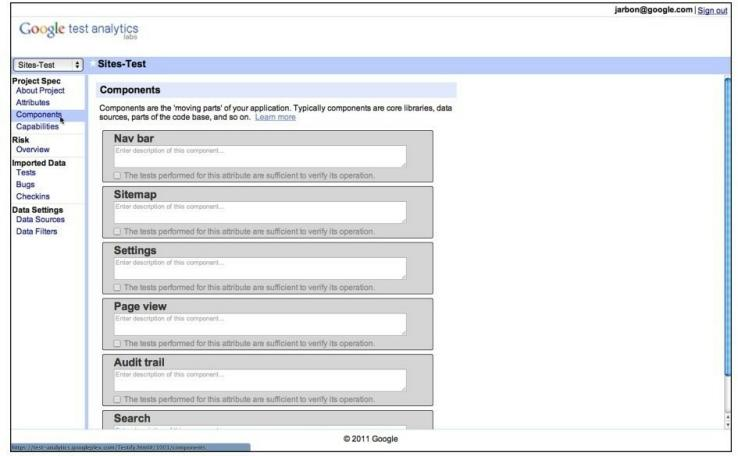 jarbon@google.com | Sign out
Google test analytics
labs
Sites-Test
Sites-Test
Project Spec
About Project
Attributes
Components
Capabilities
Risk
Overview
Imported Data
Tests
Bugs
Checkins
Data Settings
Data Sources
Data Filters
Components
Components are the 'moving parts' of your application. Typically components are core libraries, data
sources, parts of the code base, and so on. Learn more
Nav bar
Enter description of this component...
The tests performed for this attribute are sufficient to verify its operation.
Sitemap
Enter description of this component...
The tests performed for this attribute are sufficient to verify its operation.
Settings
Enter description of this component...
The tests performed for this attribute are sufficient to verify its operation.
Page view
Enter description of this component...
The tests performed for this attribute are sufficient to verify its operation.
Audit trail
Enter description of this component...
The tests performed for this attribute are sufficient to verify its operation.
Search
© 2011 Google
https://test-analytics.googleplex.com/Testify.html#/1001/components